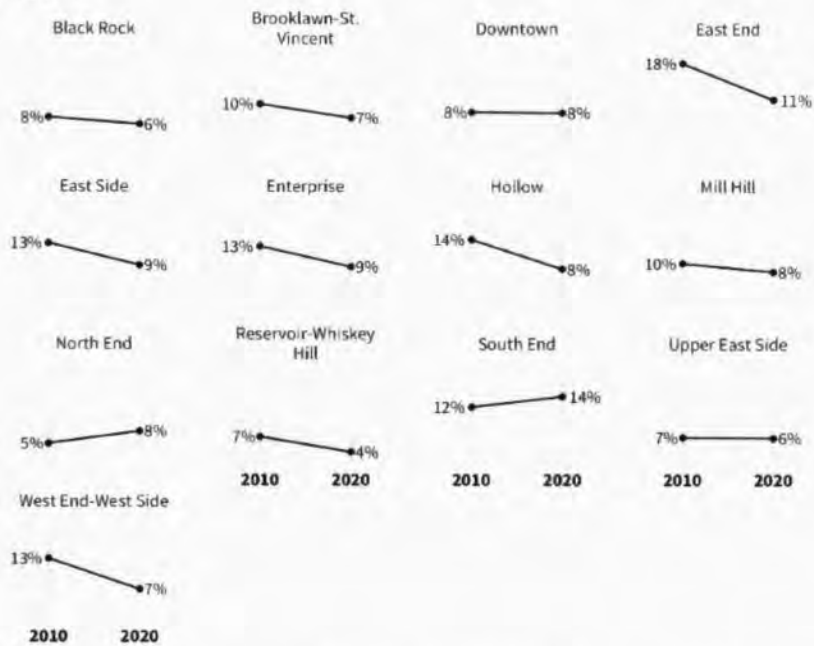 Black Rock
Brooklawn-St.
Vincent
Downtown
East End
8%
6%
10%
7%
8%
8%
18%
11%
East Side
Enterprise
Hollow
Mill Hill
13%
9%
13%
9%
14%
8%
10%
8%
North End
Reservoir-Whiskey
Hill
South End
Upper East Side
5%
8%
7%
4%
12%
14%
7%
6%
2010
2020
2010
2020
2010
2020
West End-West Side
13%
7%
2010
2020